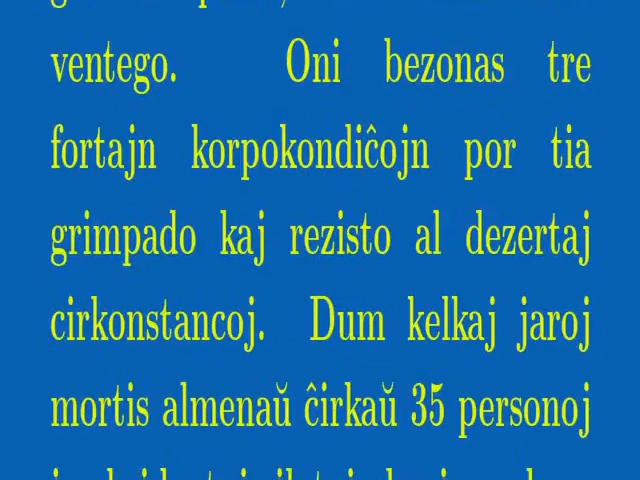 ventego. Oni bezonas tre
fortajn korpokondiĉojn por tia
grimpado kaj rezisto al dezertaj
cirkonstancoj. Dum kelkaj jaroj
mortis almenaŭ ĉirkaŭ 35 personoj